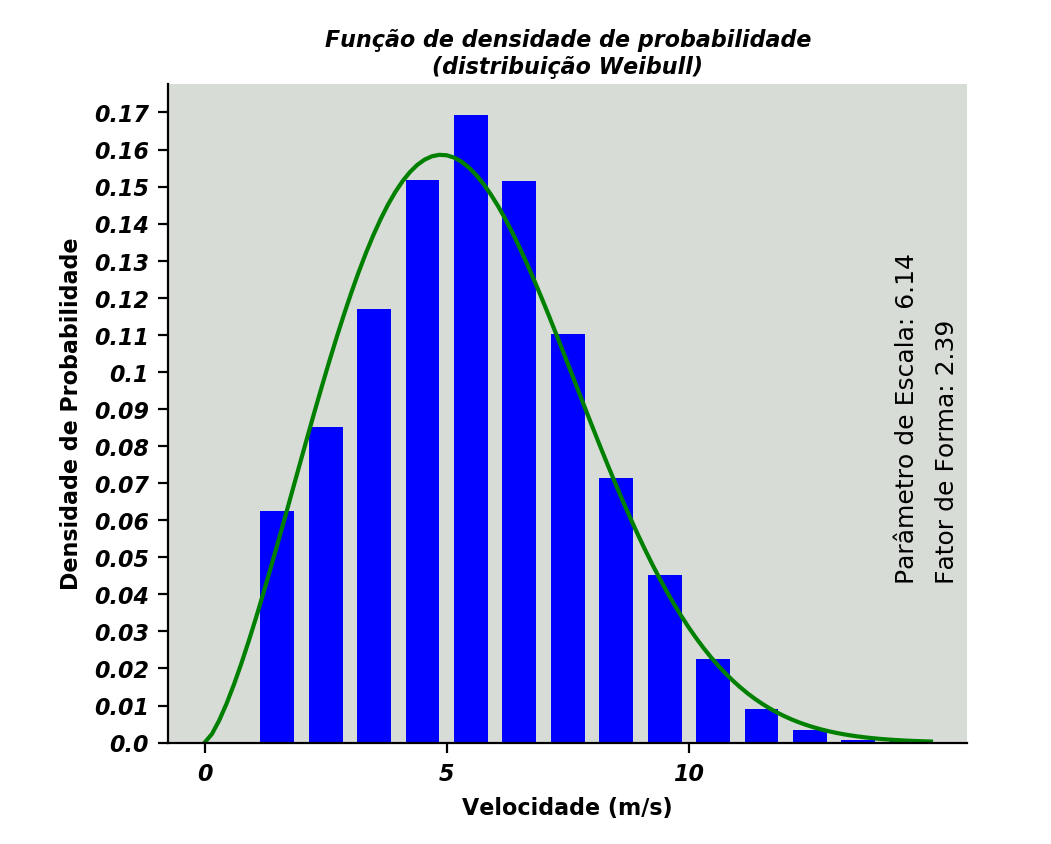 Função de densidade de probabilidade
(distribuição Weibull)
Densidade de Probabilidade
0.17
0.16
0.15
0.14
0.13
0.12
0.11
0.1
0.09
0.08
0.07
0.06
0.05
0.04
0.03
0.02
0.01
0.0
Parâmetro de Escala: 6.14
Fator de Forma: 2.39
0 5 10
Velocidade (m/s)